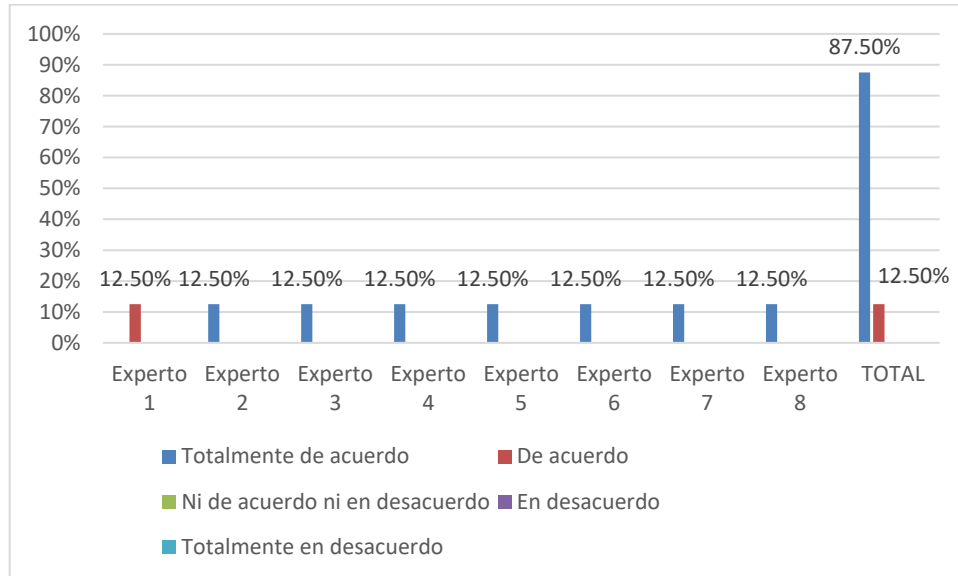 100%
87.50%
90%
80%
70%
60%
50%
40%
30%
12.50% 12.50% 12.50% 12.50% 12.50% 12.50% 12.50% 12.50% 12.50%
20%
10%
0%
Experto Experto Experto Experto Experto Experto Experto Experto TOTAL
1 2 3 4 5 6 7 8
Totalmente de acuerdo De acuerdo
Ni de acuerdo ni en desacuerdo En desacuerdo
Totalmente en desacuerdo